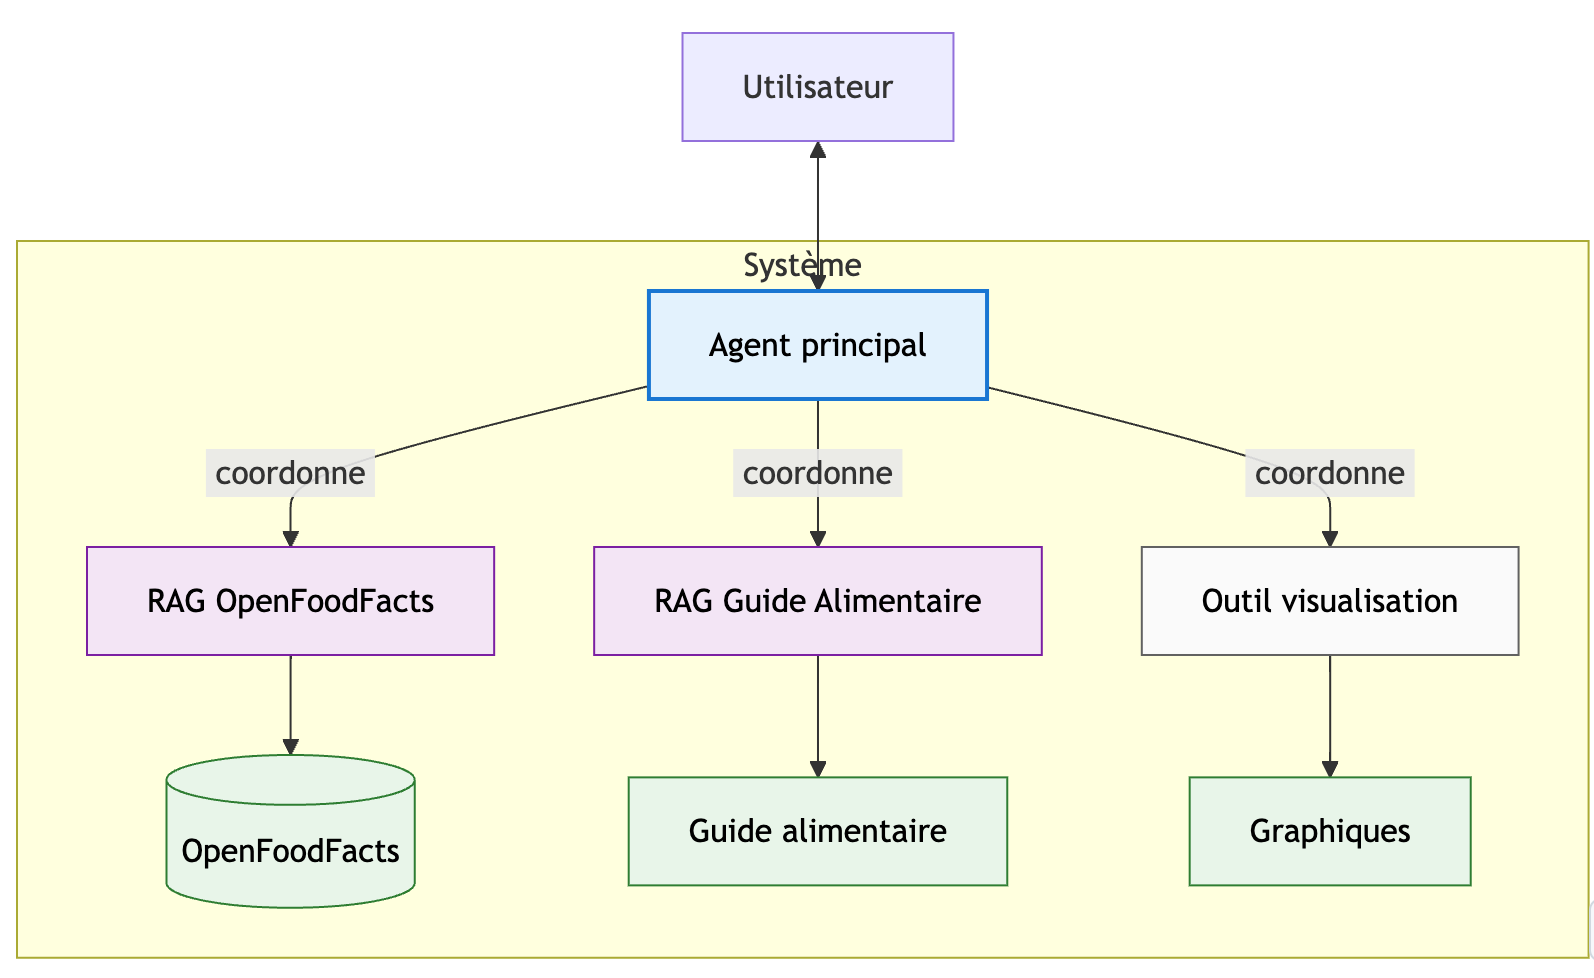 Utilisateur
Système
Agent principal
coordonne
coordonne
coordonne
RAG OpenFoodFacts
RAG Guide Alimentaire
Outil visualisation
OpenFoodFacts
Guide alimentaire
Graphiques